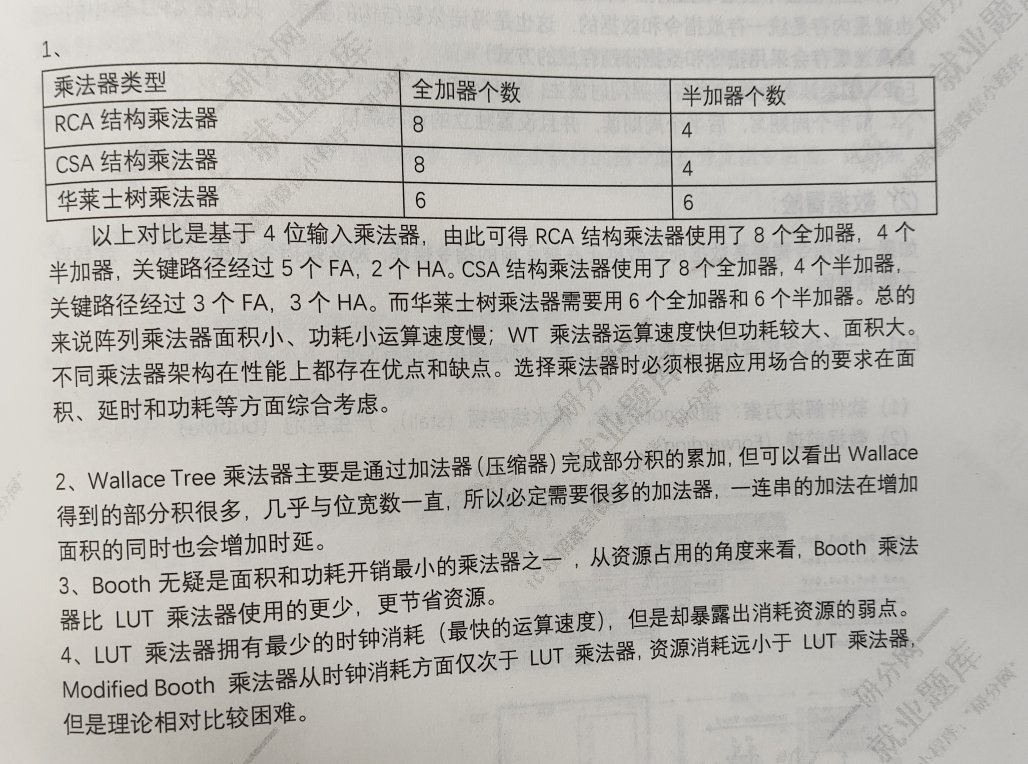 1、
乘法器类型 全加器个数 半加器个数
RCA 结构乘法器 8 4
CSA 结构乘法器 8 4
华莱士树乘法器 6 6
以上对比是基于 4 位输入乘法器，由此可得 RCA 结构乘法器使用了 8 个全加器，4 个
半加器，关键路径经过 5 个 FA，2 个 HA。CSA 结构乘法器使用了 8 个全加器，4 个半加器，
关键路径经过 3 个 FA，3 个 HA。而华莱士树乘法器需要用 6 个全加器和 6 个半加器。总的
来说阵列乘法器面积小、功耗小运算速度慢；WT 乘法器运算速度快但功耗较大、面积大。
不同乘法器架构在性能上都存在优点和缺点。选择乘法器时必须根据应用场合的要求在面
积、延时和功耗等方面综合考虑。
2、Wallace Tree 乘法器主要是通过加法器(压缩器)完成部分积的累加,但可以看出 Wallace
得到的部分积很多，几乎与位宽数一直，所以必定需要很多的加法器，一连串的加法在增加
面积的同时也会增加时延。
3、Booth 无疑是面积和功耗开销最小的乘法器之一 ，从资源占用的角度来看，Booth 乘法
器比 LUT 乘法器使用的更少，更节省资源。
4、LUT 乘法器拥有最少的时钟消耗（最快的运算速度），但是却暴露出消耗资源的弱点。
Modified Booth 乘法器从时钟消耗方面仅次于 LUT 乘法器,资源消耗远小于 LUT 乘法器,
但是理论相对比较困难。
研分网
就业题库